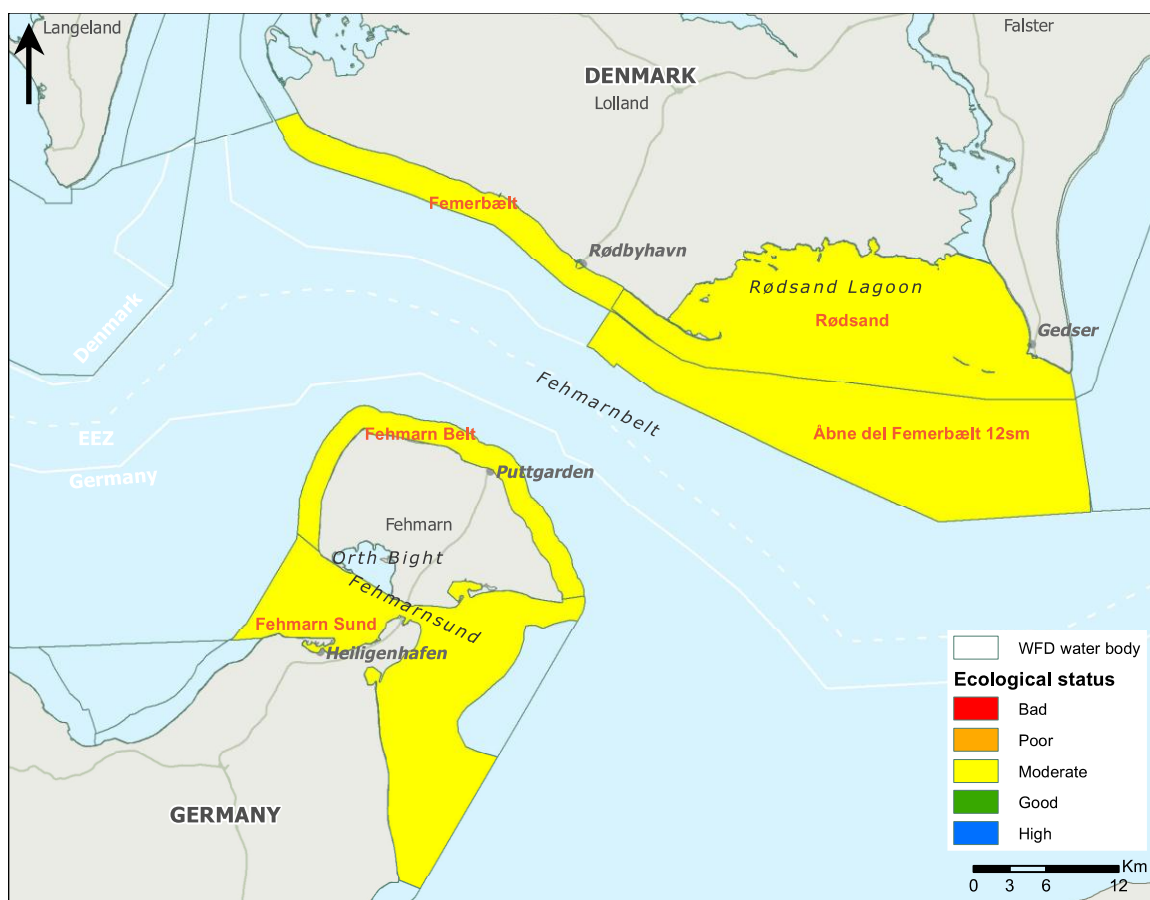 Langeland
Falster
DENMARK
Lolland
Femerbælt
Rødbyhavn
Rødsand Lagoon
Rødsand
Gedser
Denmark
Fehmarnbelt
EEZ
Germany
Fehmarn Belt
Åbne del Femerbælt 12sm
Puttgarden
Fehmarn
Orth Bight
Fehmarnsund
Fehmarn Sund
Heiligenhafen
GERMANY
WFD water body
Ecological status
Bad
Poor
Moderate
Good
High
Km
0 3 6 12